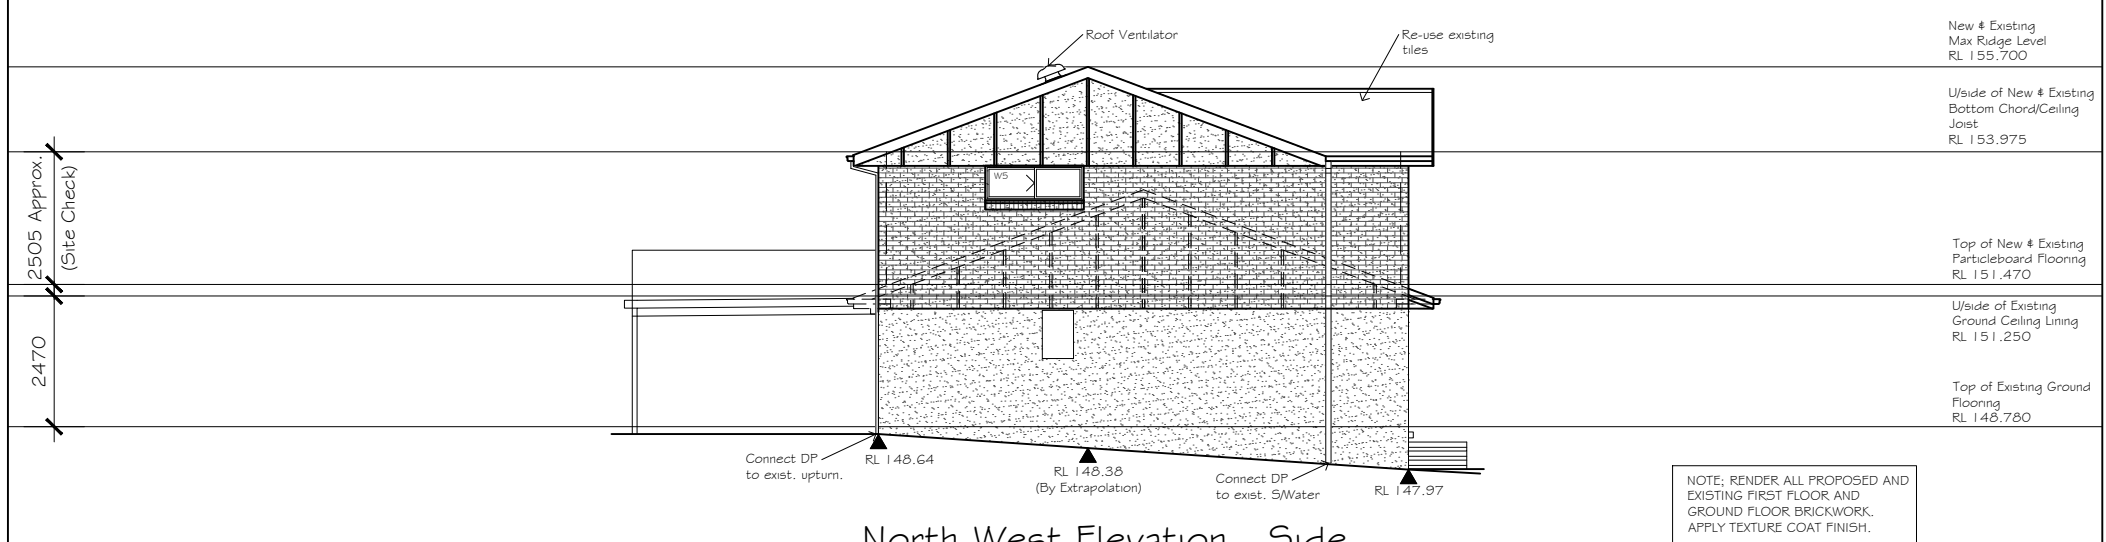 Roof Ventilator
Re-use existing
tiles
New & Existing
Max Ridge Level
RL 155.700
U/side of New & Existing
Bottom Chord/Ceiling
Joist
RL 153.975
2505 Approx.
(Site Check)
W5
Top of New & Existing
Particleboard Flooring
RL 151.470
U/side of Existing
Ground Ceiling Lining
RL 151.250
2470
Top of Existing Ground
Flooring
RL 148.780
Connect DP
to exist. upturn.
RL 148.64
RL 148.38
(By Extrapolation)
Connect DP
to exist. S/Water
RL 147.97
NOTE; RENDER ALL PROPOSED AND
EXISTING FIRST FLOOR AND
GROUND FLOOR BRICKWORK.
APPLY TEXTURE COAT FINISH.
North West Elevation - Side